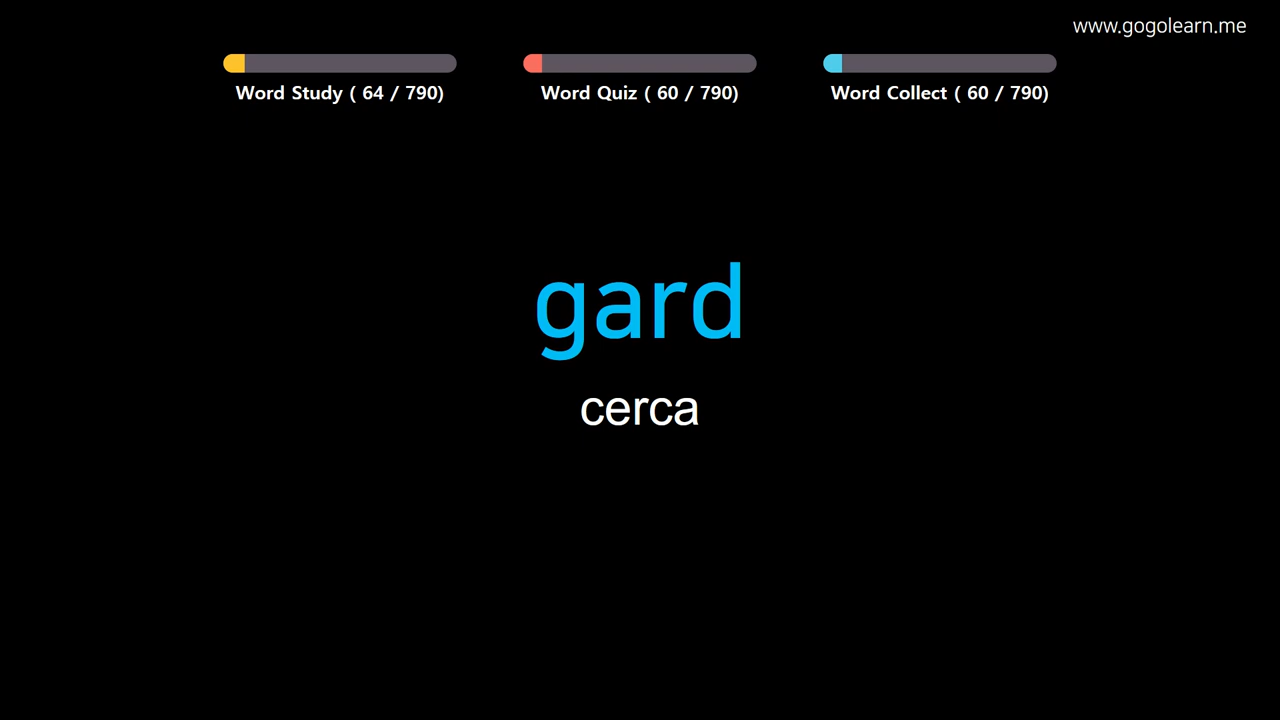 www.gogolearn.me
Word Study ( 64 / 790)
Word Quiz ( 60 / 790)
Word Collect ( 60 / 790)
gard
cerca